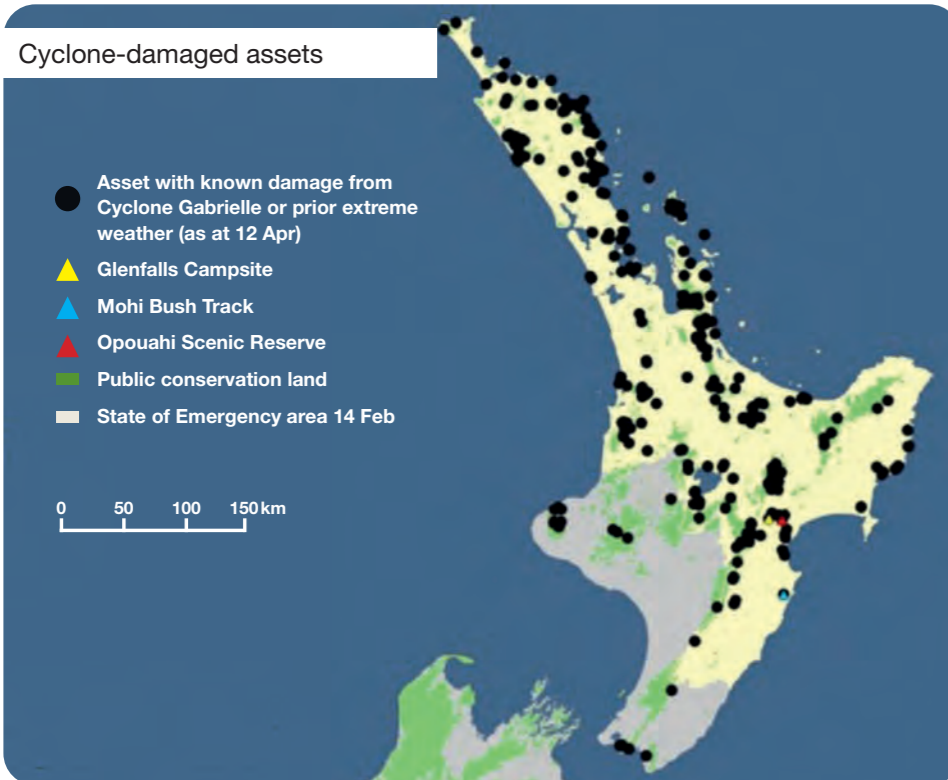 Cyclone-damaged assets
Asset with known damage from
Cyclone Gabrielle or prior extreme
weather (as at 12 Apr)
Glenfalls Campsite
Mohi Bush Track
Opouahi Scenic Reserve
Public conservation land
State of Emergency area 14 Feb
0 50 100 150 km